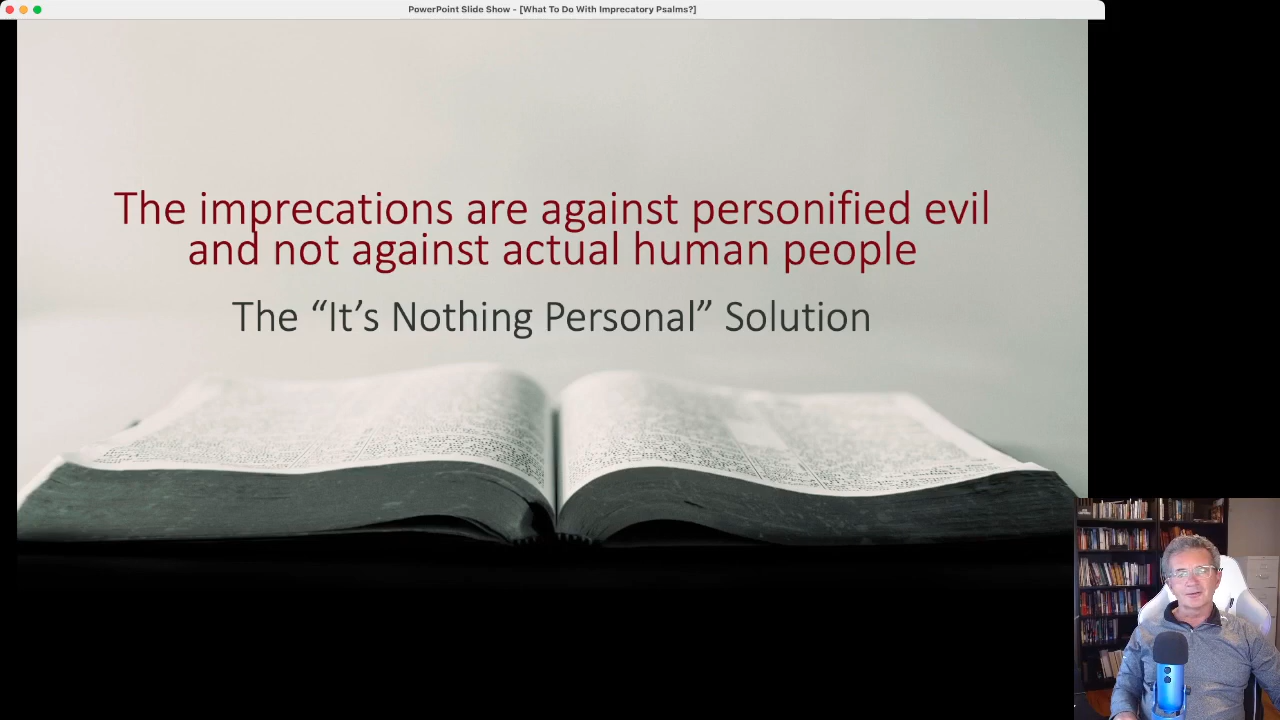 PowerPoint Slide Show - [What To Do With Imprecatory Psalms?]
The imprecations are against personified evil
and not against actual human people
The “It’s Nothing Personal” Solution